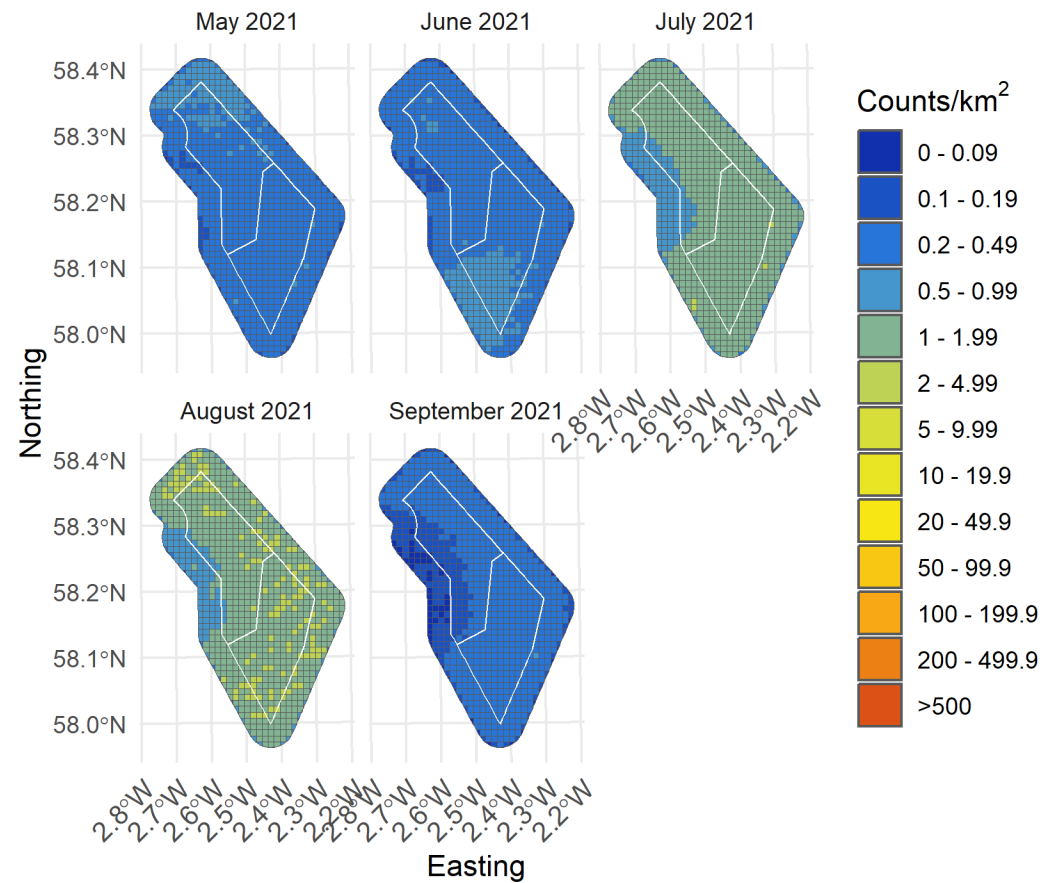 May 2021
June 2021
July 2021
58.4°N
58.3°N
58.2°N
58.1°N
58.0°N
2.8°W
2.7°W
2.6°W
2.5°W
2.4°W
2.3°W
2.2°W
August 2021
September 2021
58.4°N
58.3°N
58.2°N
58.1°N
58.0°N
2.8°W
2.7°W
2.6°W
2.5°W
2.4°W
2.3°W
2.2°W
2.8°W
2.7°W
2.6°W
2.5°W
2.4°W
2.3°W
2.2°W
Northing
Easting
Counts/km²
0 - 0.09
0.1 - 0.19
0.2 - 0.49
0.5 - 0.99
1 - 1.99
2 - 4.99
5 - 9.99
10 - 19.9
20 - 49.9
50 - 99.9
100 - 199.9
200 - 499.9
>500